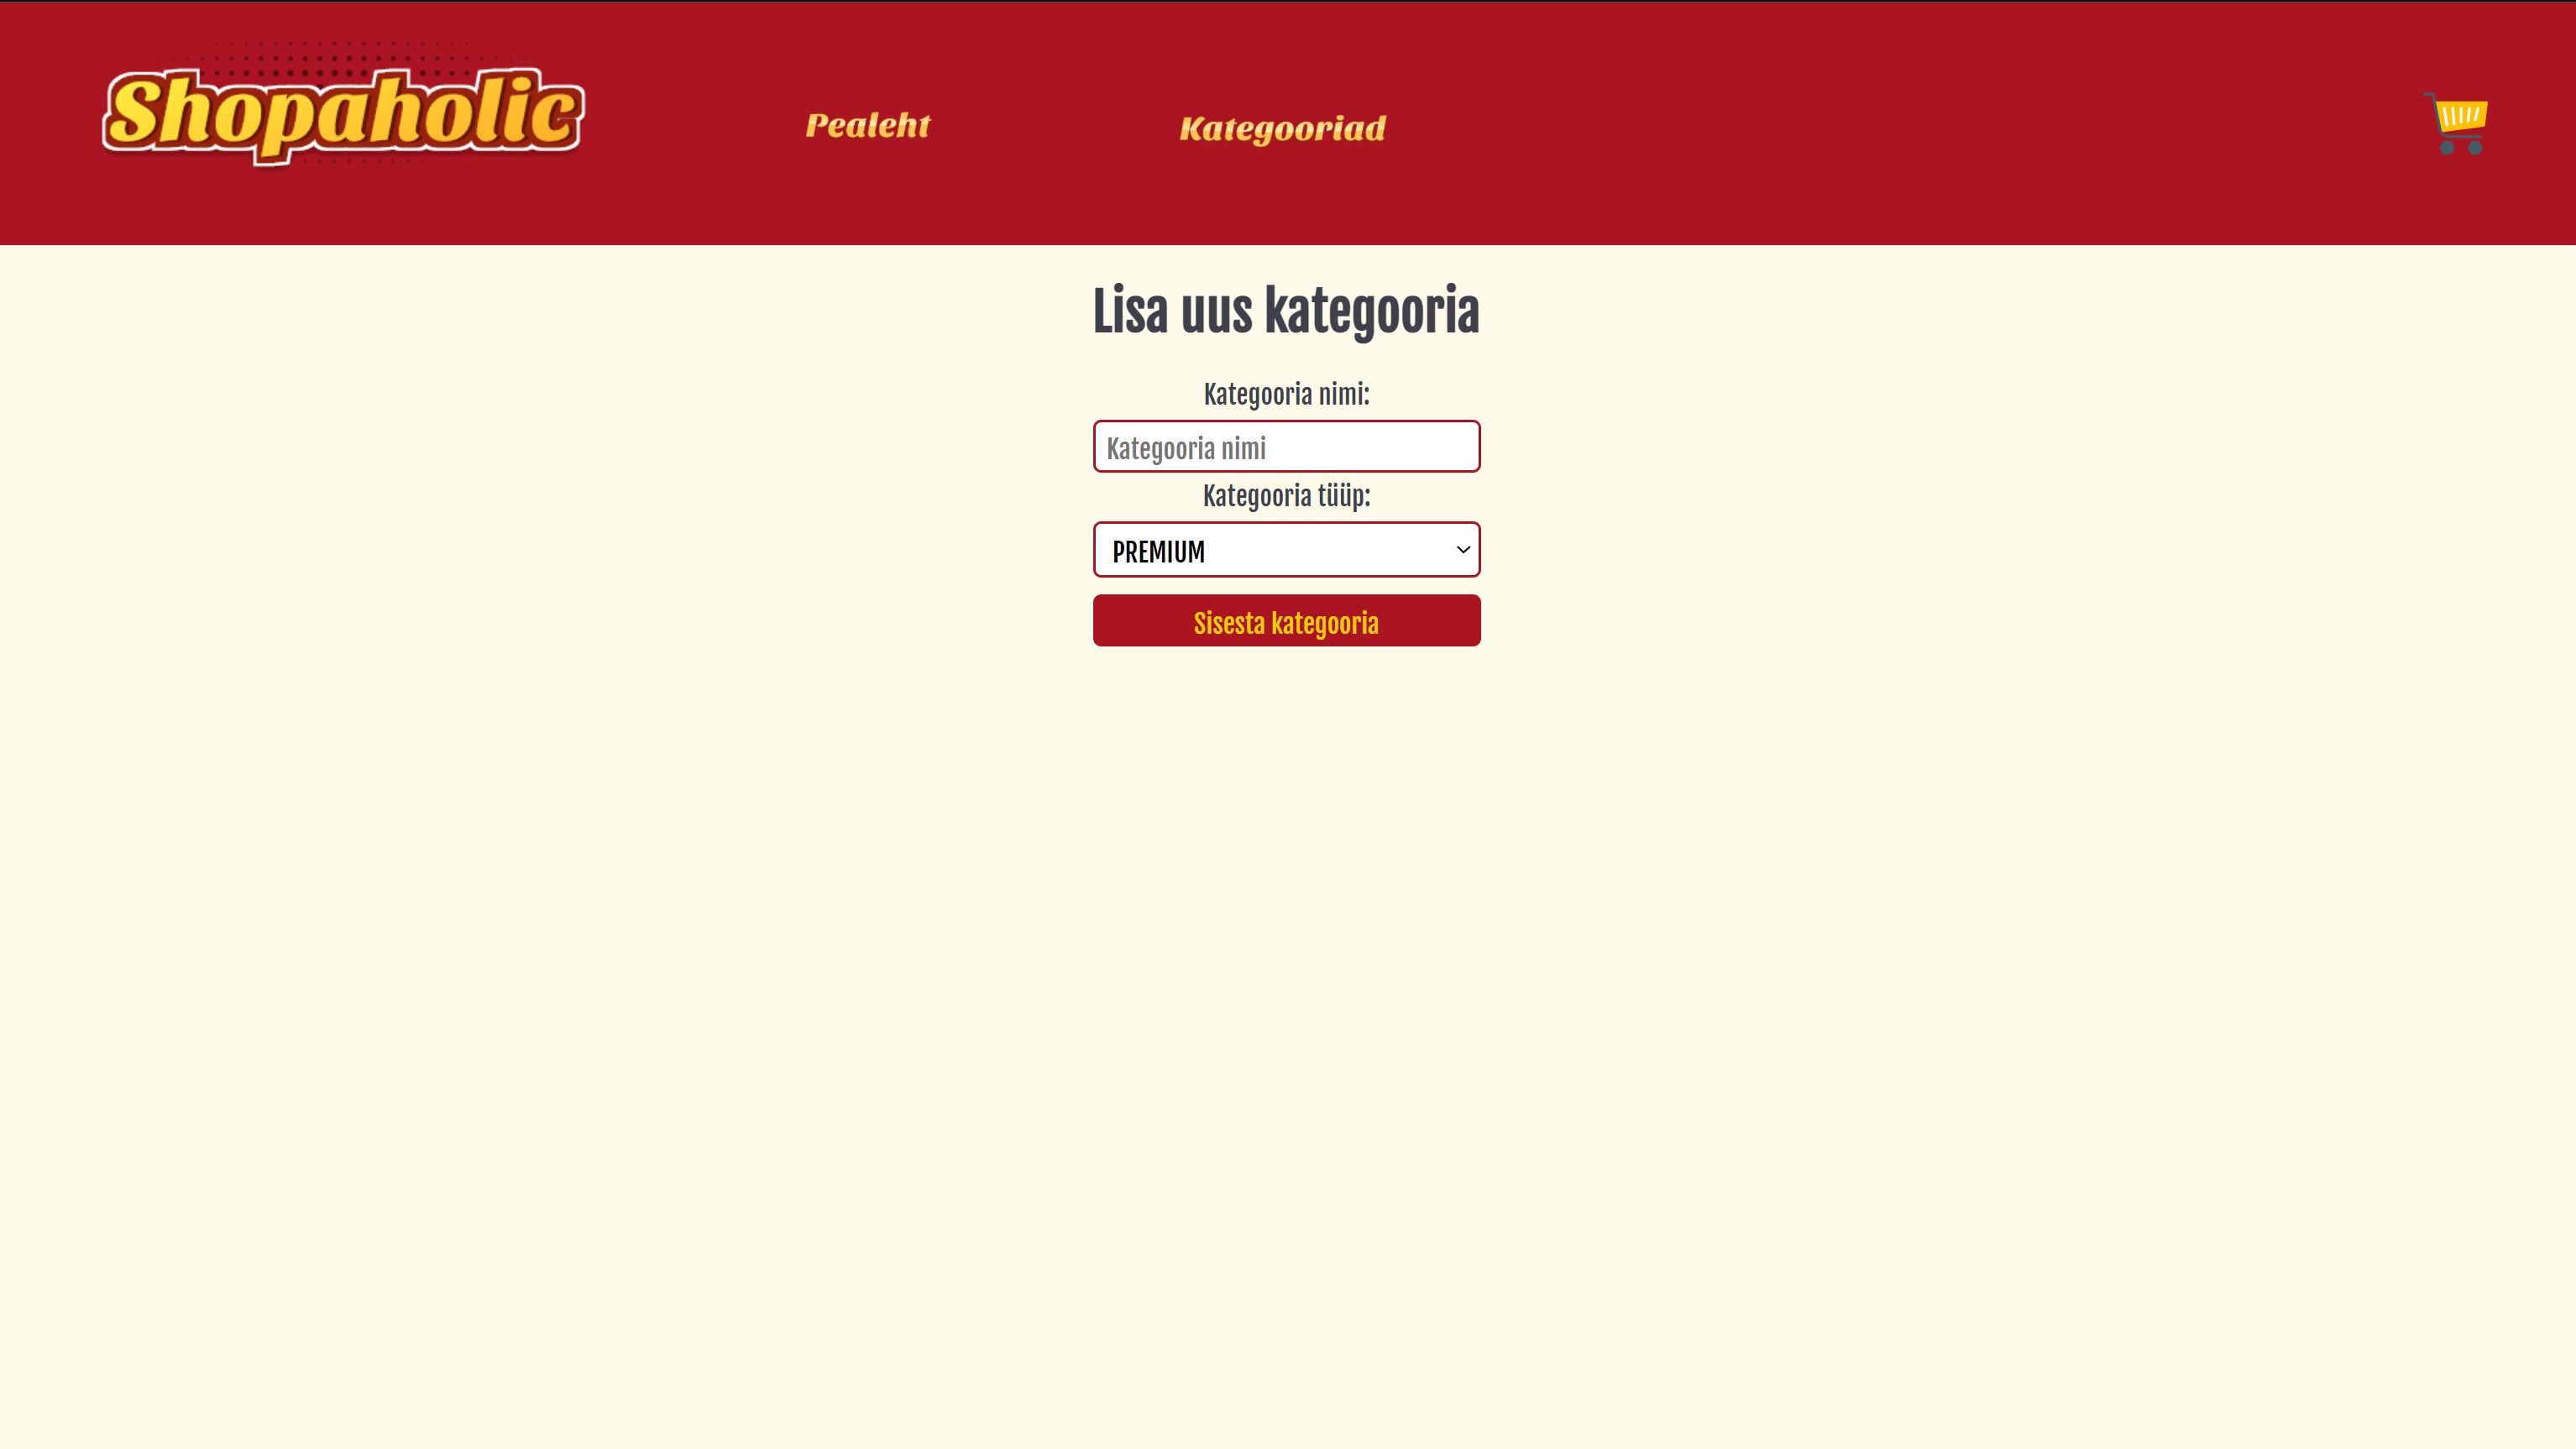 Shopaholic
Pealeht
Kategooriad
Lisa uus kategooria
Kategooria nimi:
Kategooria nimi
Kategooria tüüp:
PREMIUM
Sisesta kategooria